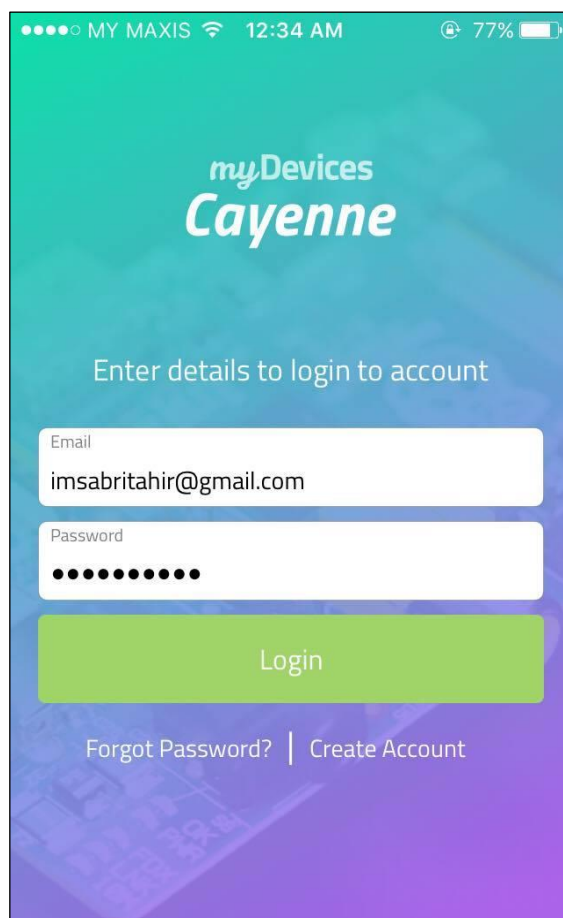 MY MAXIS 12:34 AM 77%
myDevices
Cayenne
Enter details to login to account
Email
imsabritahir@gmail.com
Password
••••••••••
Login
Forgot Password? | Create Account